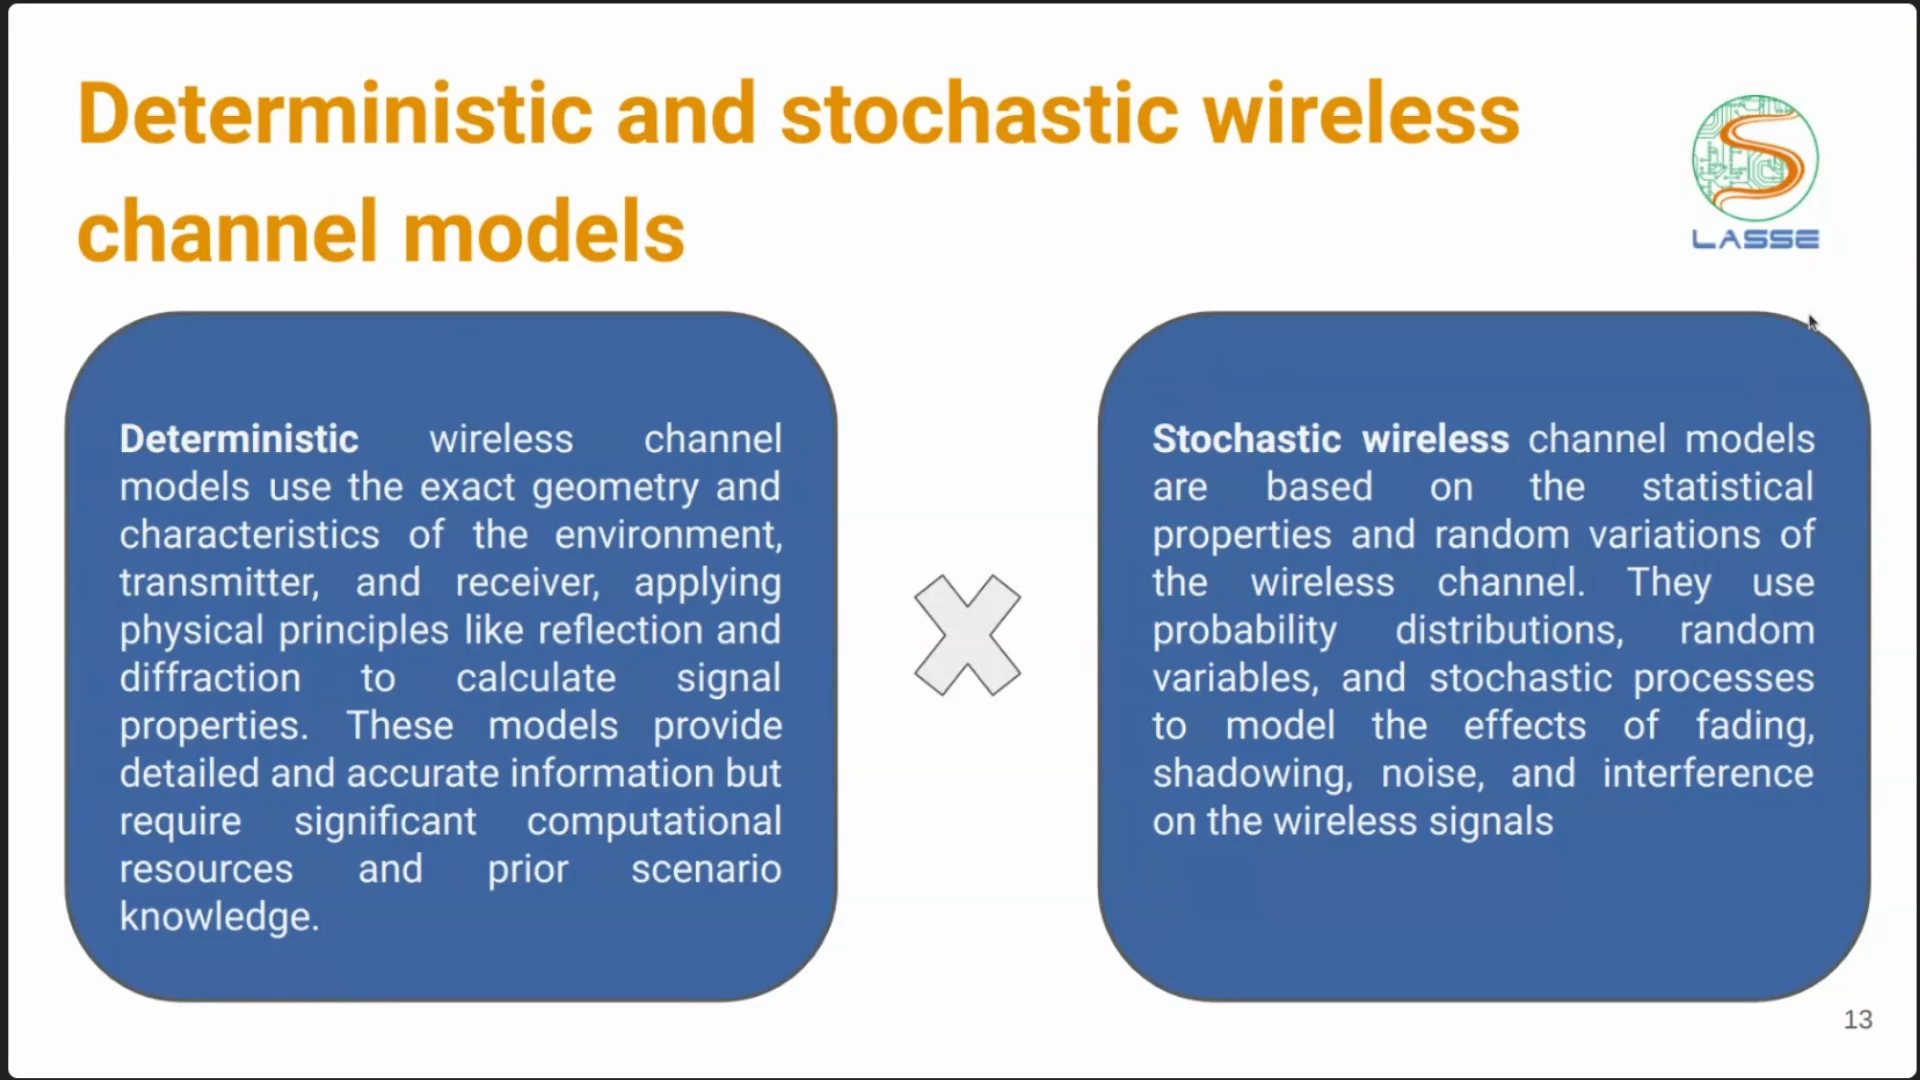 Deterministic and stochastic wireless
channel models
LASSE
Deterministic wireless channel
models use the exact geometry and
characteristics of the environment,
transmitter, and receiver, applying
physical principles like reflection and
diffraction to calculate signal
properties. These models provide
detailed and accurate information but
require significant computational
resources and prior scenario
knowledge.
Stochastic wireless channel models
are based on the statistical
properties and random variations of
the wireless channel. They use
probability distributions, random
variables, and stochastic processes
to model the effects of fading,
shadowing, noise, and interference
on the wireless signals
13